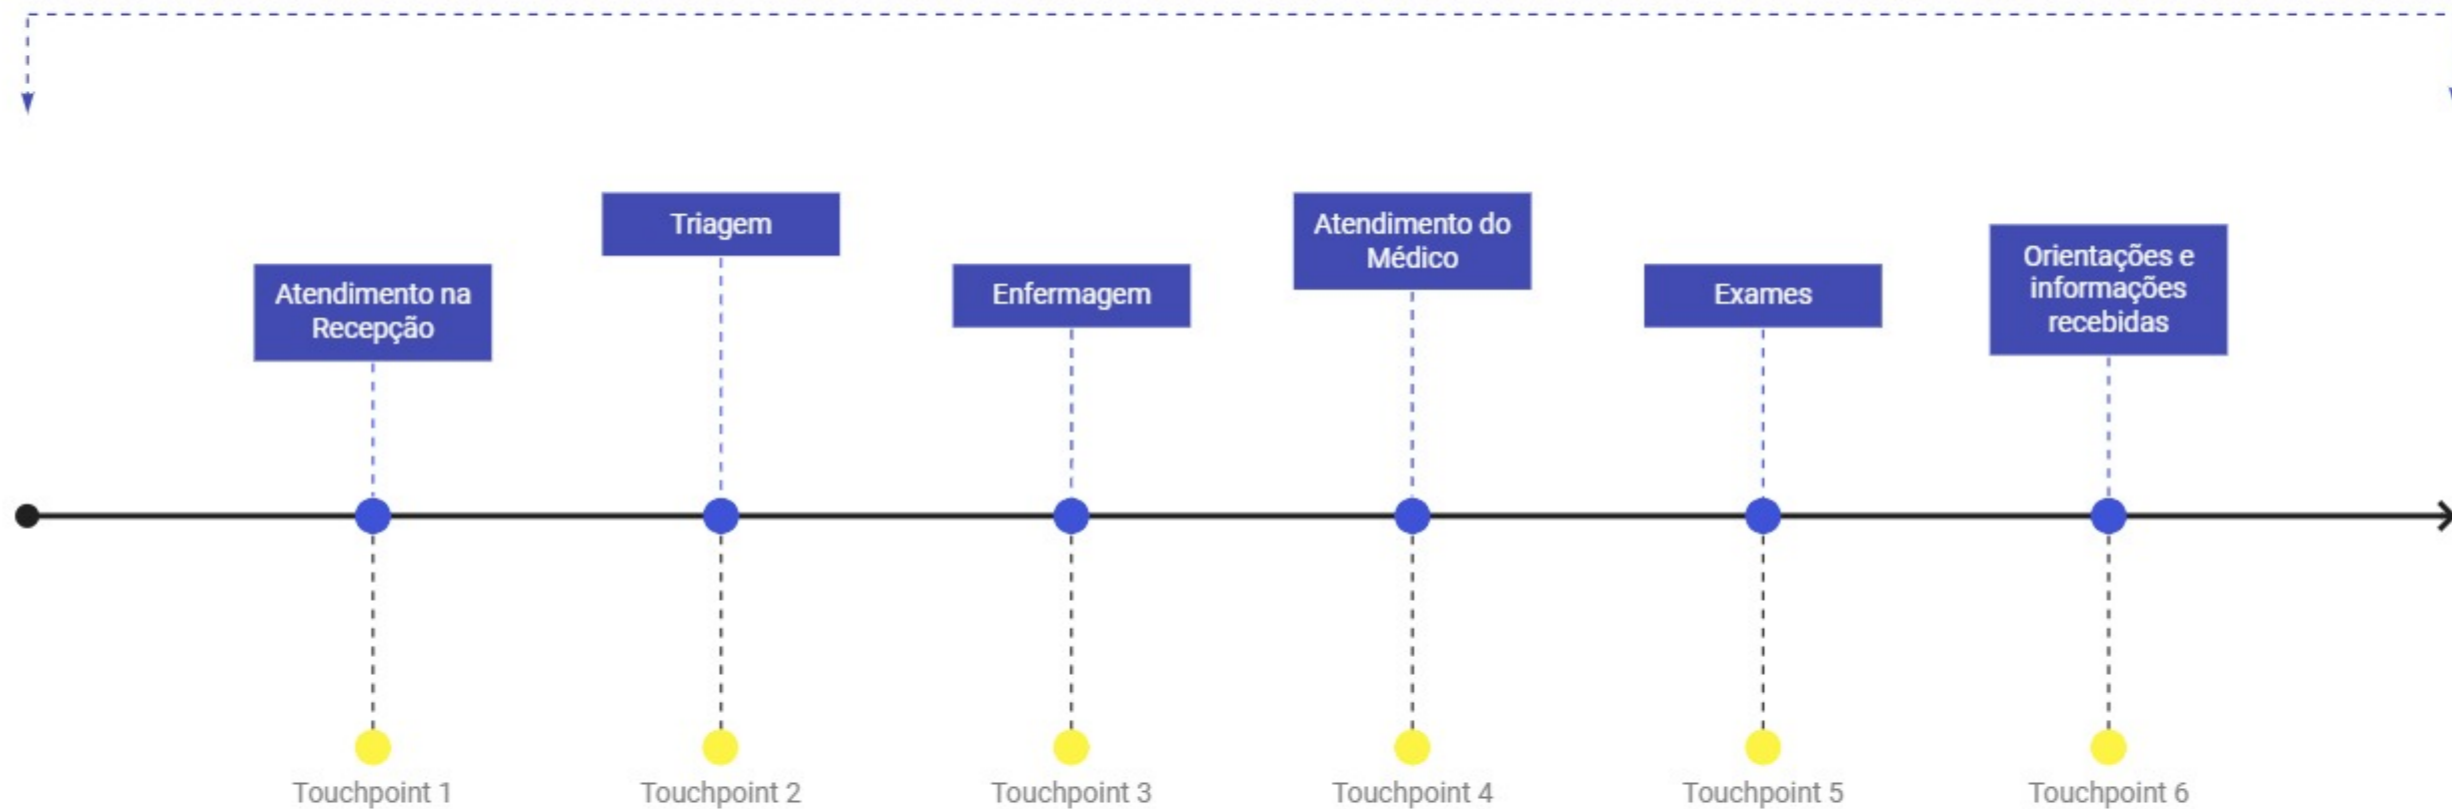 Atendimento na
Recepção
Triagem
Enfermagem
Atendimento do
Médico
Exames
Orientações e
informações
recebidas
Touchpoint 1
Touchpoint 2
Touchpoint 3
Touchpoint 4
Touchpoint 5
Touchpoint 6